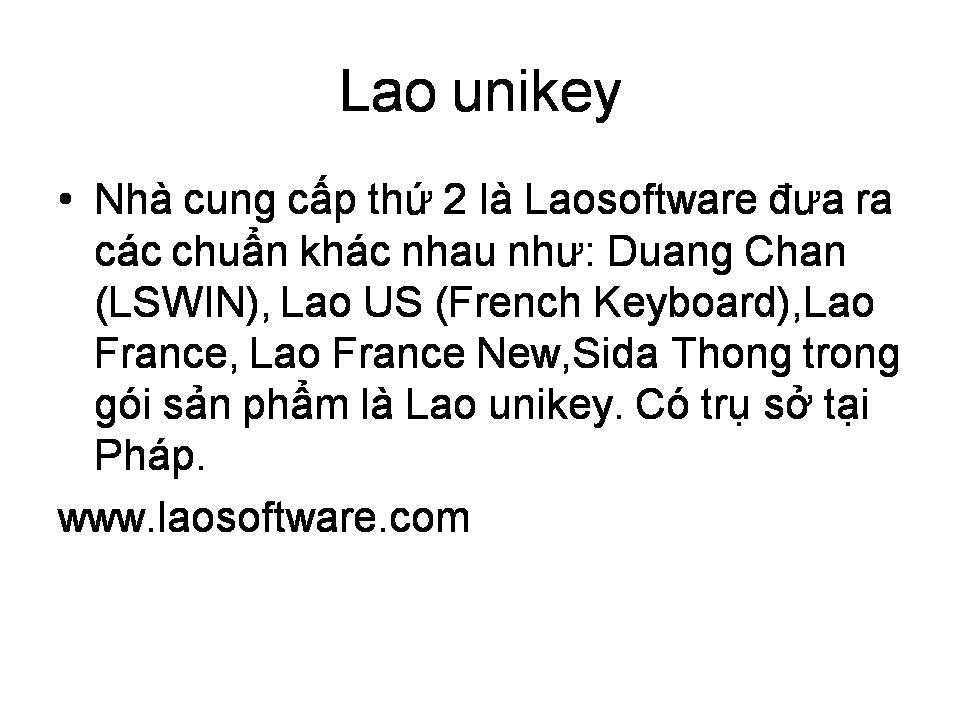 Lao unikey
• Nhà cung cấp thứ 2 là Laosoftware đưa ra
các chuẩn khác nhau như: Duang Chan
(LSWIN), Lao US (French Keyboard),Lao
France, Lao France New,Sida Thong trong
gói sản phẩm là Lao unikey. Có trụ sở tại
Pháp.
www.laosoftware.com